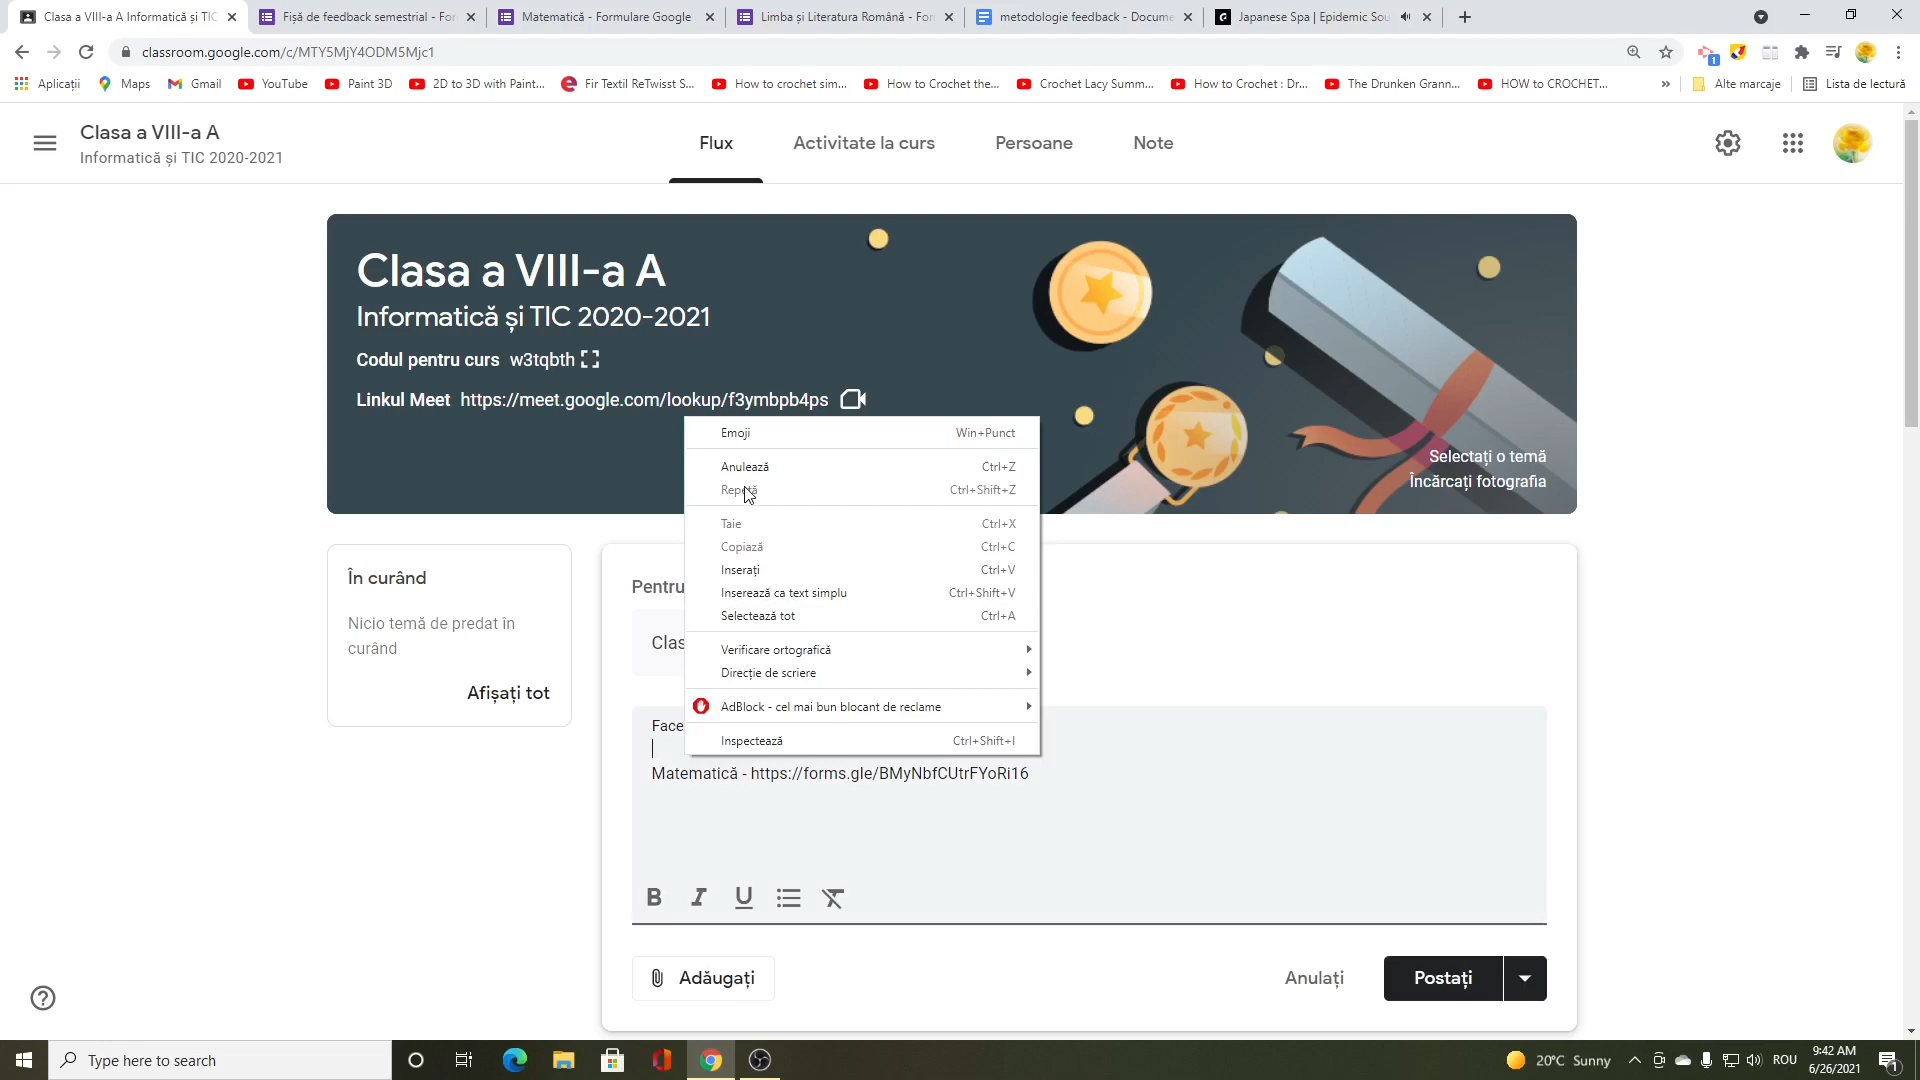 Clasa a VIII-a A Informatică și TIC
Fișă de feedback semestrial - For
Matematică - Formulare Google
Limba și Literatura Română - For
metodologie feedback - Docume
Japanese Spa | Epidemic Sou
classroom.google.com/c/MTY5MjY4ODM5Mjc1
Aplicații
Maps
Gmail
YouTube
Paint 3D
2D to 3D with Paint...
Fir Textil ReTwisst S...
How to crochet sim...
How to Crochet the...
Crochet Lacy Summ...
How to Crochet : Dr...
The Drunken Grann...
HOW to CROCHET...
»
Alte marcaje
Lista de lectură
Clasa a VIII-a A
Informatică și TIC 2020-2021
Flux
Activitate la curs
Persoane
Note
Clasa a VIII-a A
Informatică și TIC 2020-2021
Codul pentru curs w3tqbth
Linkul Meet https://meet.google.com/lookup/f3ymbpb4ps
Selectați o temă
Încărcați fotografia
Emoji Win+Punct
Anulează Ctrl+Z
Repetă Ctrl+Shift+Z
Taie Ctrl+X
Copiază Ctrl+C
Inserați Ctrl+V
Inserează ca text simplu Ctrl+Shift+V
Selectează tot Ctrl+A
Verificare ortografică
Direcție de scriere
AdBlock - cel mai bun blocant de reclame
Inspectează Ctrl+Shift+I
În curând
Nicio temă de predat în
curând
Afișați tot
Pentru
Clas
Face
Matematică - https://forms.gle/BMyNbfCUtrFYoRi16
B I U
Adăugați
Anulați
Postați
Type here to search
20°C Sunny
ROU
9:42 AM
6/26/2021
1